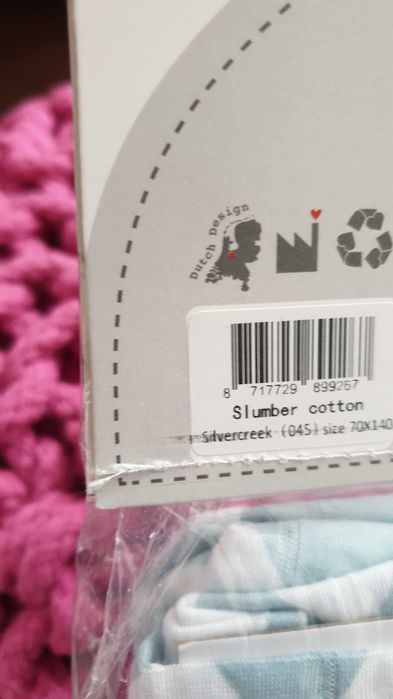 Dutch Design
8 717729 899267
Slumber cotton
Silvercreek (045) size 70X140